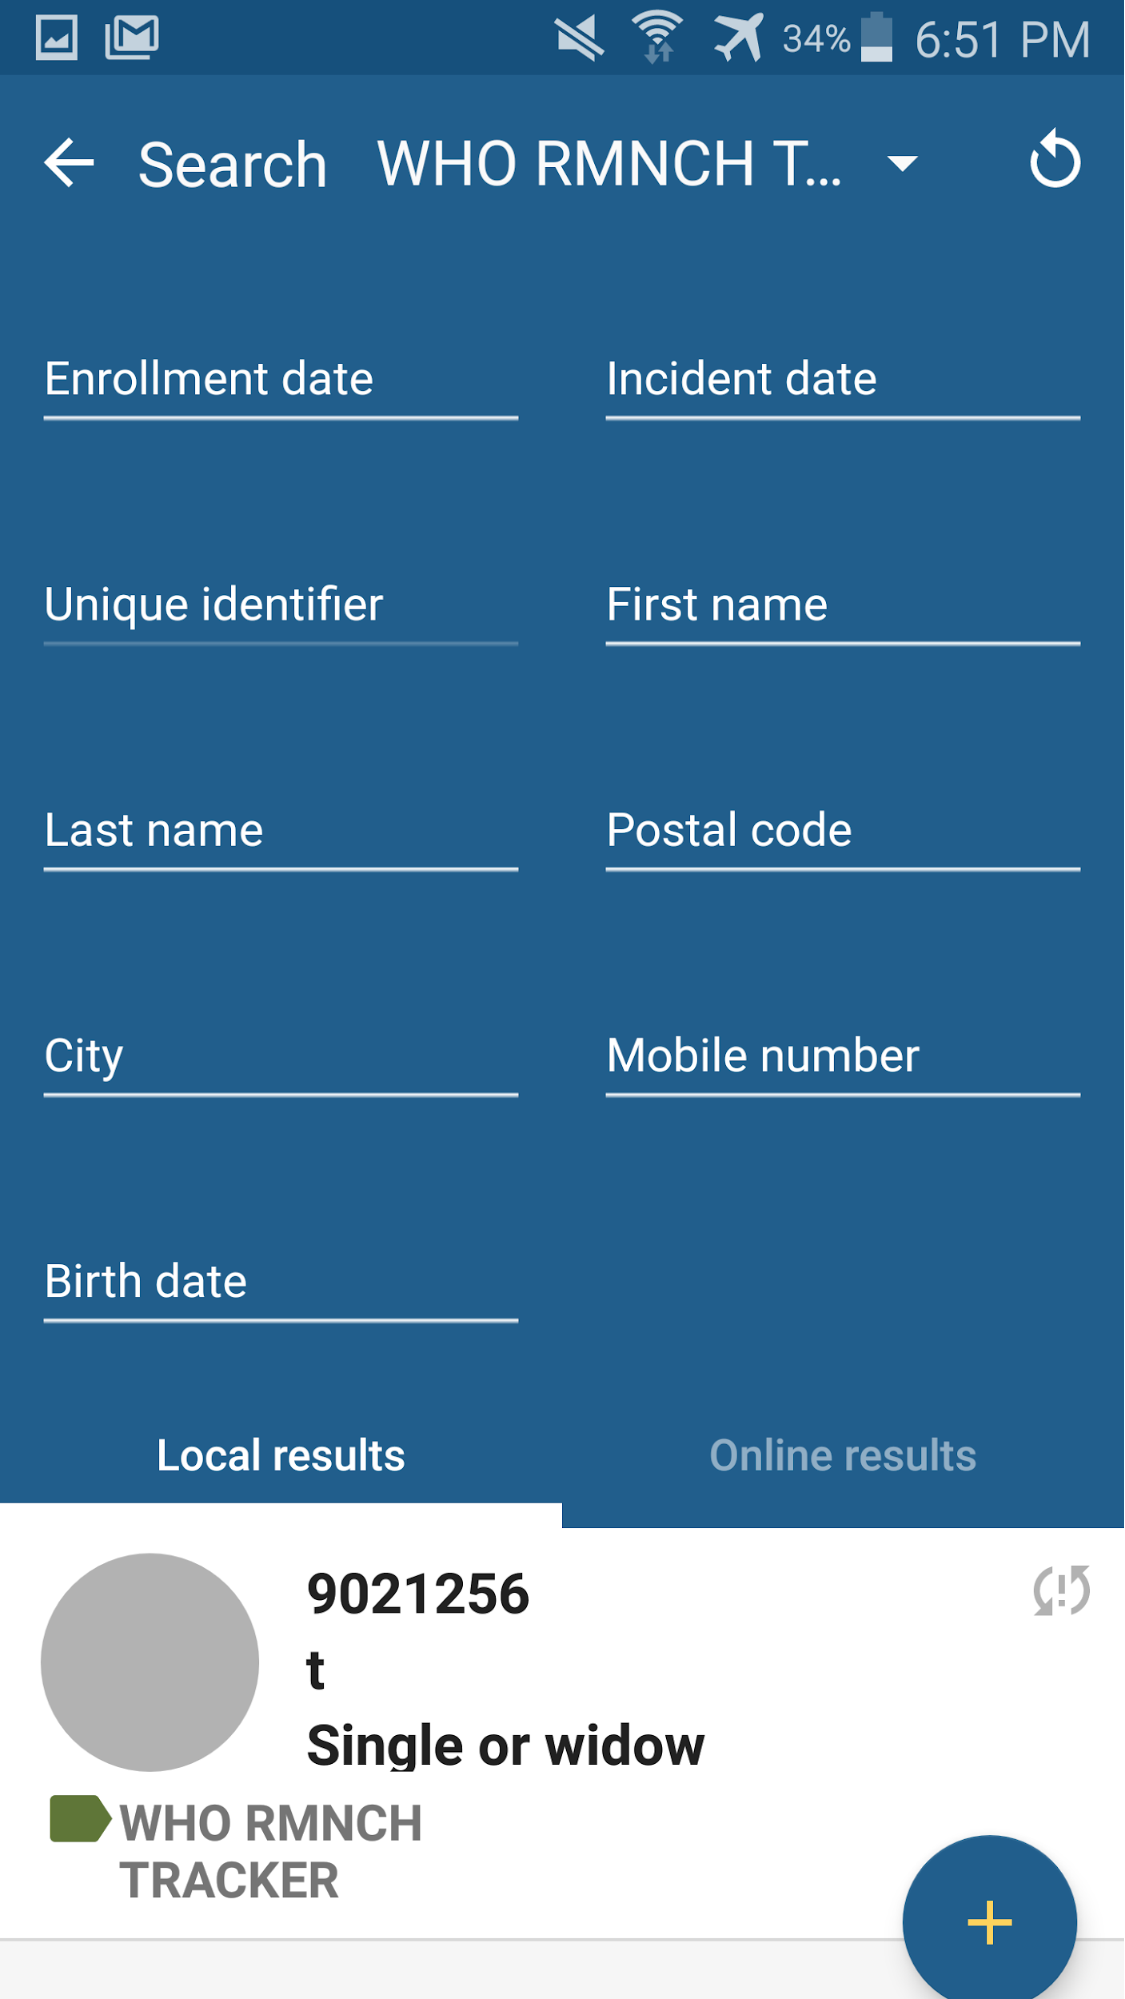 34% 6:51 PM
Search WHO RMNCH T...
Enrollment date Incident date
Unique identifier First name
Last name Postal code
City Mobile number
Birth date
Local results Online results
9021256
t
Single or widow
WHO RMNCH
TRACKER